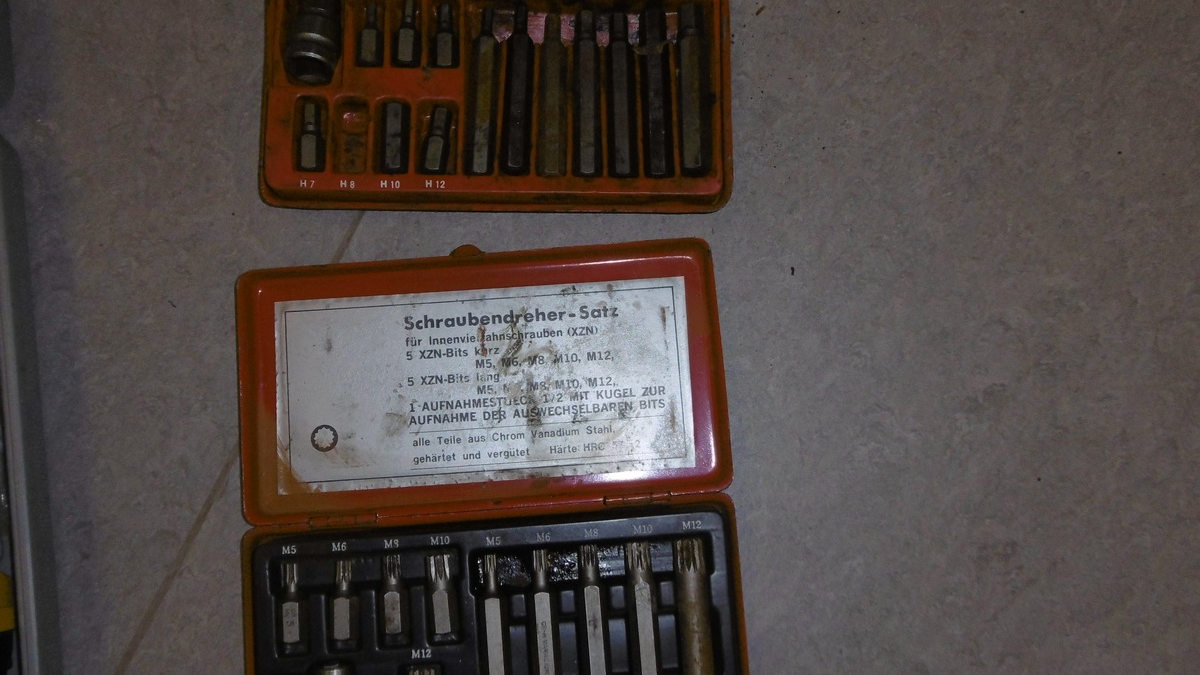 H 7 H 8 H 10 H 12
Schraubendreher-Satz
für Innenvielzahnschrauben (XZN)
5 XZN-Bits kurz
M5, M6, M8, M10, M12,
5 XZN-Bits lang
M5, M8, M10, M12,
1 AUFNAHMESTUECK 1/2 MIT KUGEL ZUR
AUFNAHME DER AUSWECHSELBAREN BITS
alle Teile aus Chrom Vanadium Stahl,
gehärtet und vergütet Härte HRC
M5 M6 M8 M10 M5 M6 M8 M10 M12
M12